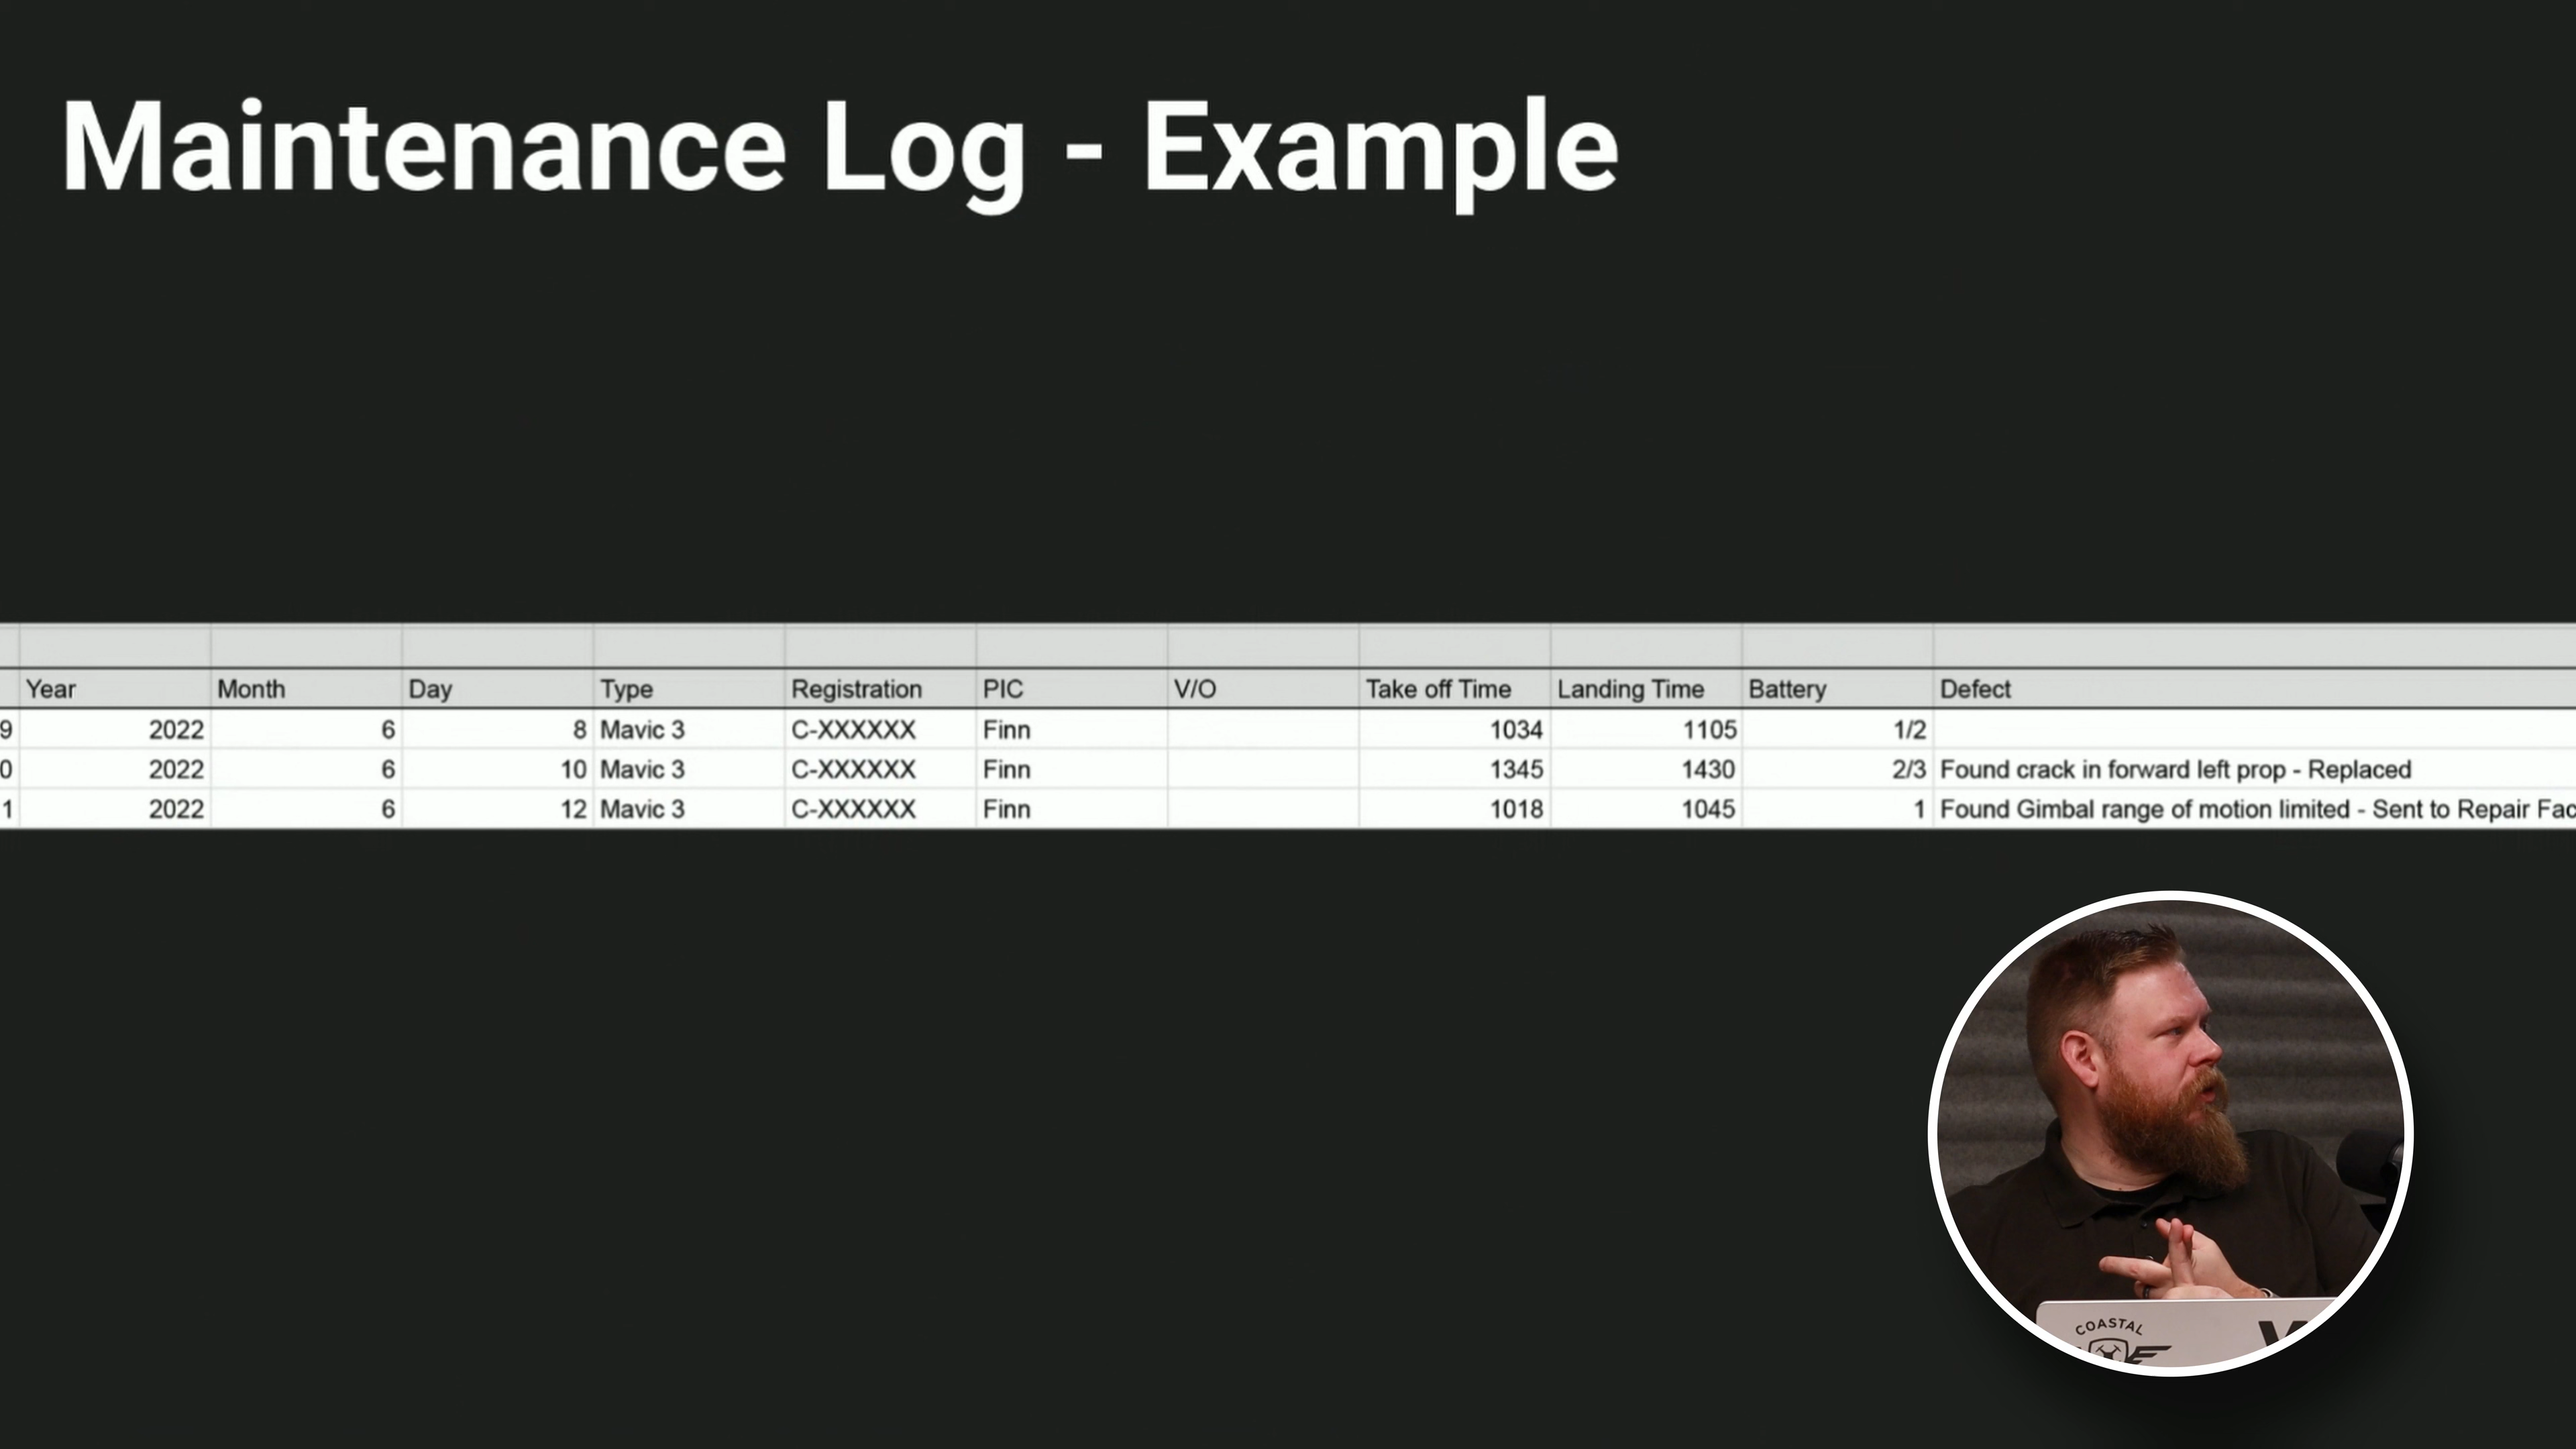 Maintenance Log - Example
Year Month Day Type Registration PIC V/O Take off Time Landing Time Battery Defect
9 2022 6 8 Mavic 3 C-XXXXXX Finn 1034 1105 1/2
0 2022 6 10 Mavic 3 C-XXXXXX Finn 1345 1430 2/3 Found crack in forward left prop - Replaced
1 2022 6 12 Mavic 3 C-XXXXXX Finn 1018 1045 1 Found Gimbal range of motion limited - Sent to Repair Fac
COASTAL